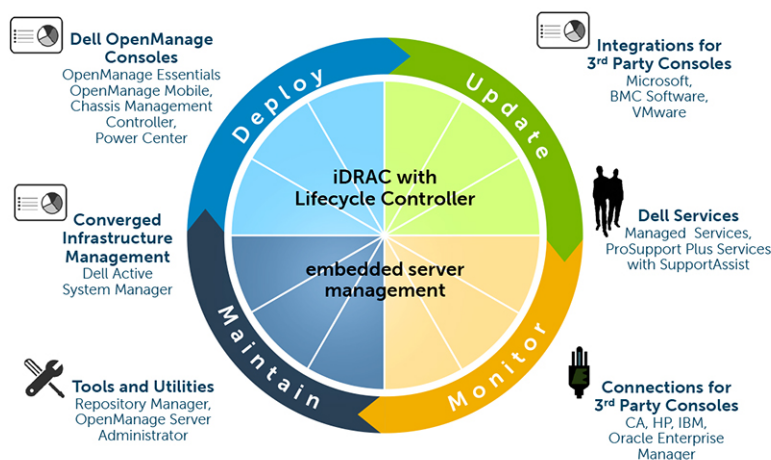 Dell OpenManage
Consoles
OpenManage Essentials
OpenManage Mobile,
Chassis Management
Controller,
Power Center
Integrations for
3rd Party Consoles
Microsoft,
BMC Software,
VMware
Deploy
Update
iDRAC with
Lifecycle Controller
embedded server
management
Converged
Infrastructure
Management
Dell Active
System Manager
Dell Services
Managed Services,
ProSupport Plus Services
with SupportAssist
Maintain
Monitor
Tools and Utilities
Repository Manager,
OpenManage Server
Administrator
Connections for
3rd Party Consoles
CA, HP, IBM,
Oracle Enterprise
Manager